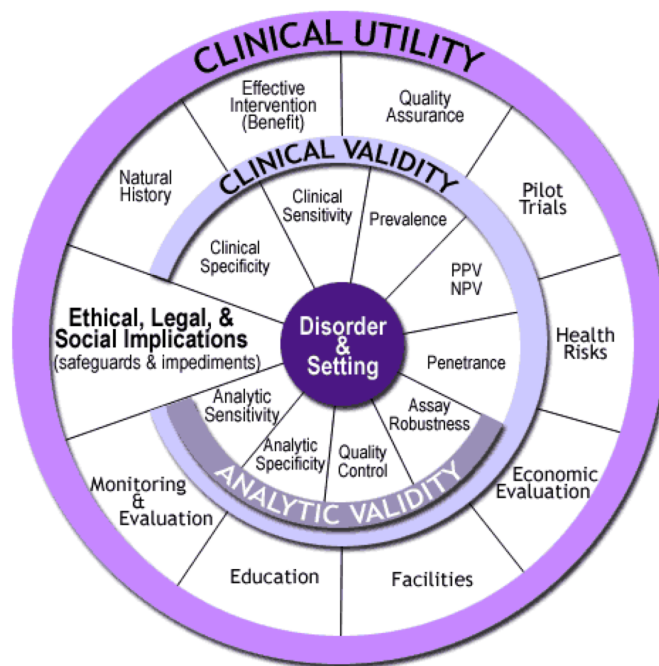 CLINICAL UTILITY
Effective
Intervention
(Benefit)
Quality
Assurance
Natural
History
Pilot
Trials
CLINICAL VALIDITY
Clinical
Sensitivity
Prevalence
Clinical
Specificity
PPV
NPV
Ethical, Legal, &
Social Implications
(safeguards & impediments)
Disorder
&
Setting
Health
Risks
Penetrance
Analytic
Sensitivity
Assay
Robustness
Analytic
Specificity
Quality
Control
ANALYTIC VALIDITY
Monitoring
&
Evaluation
Economic
Evaluation
Education
Facilities